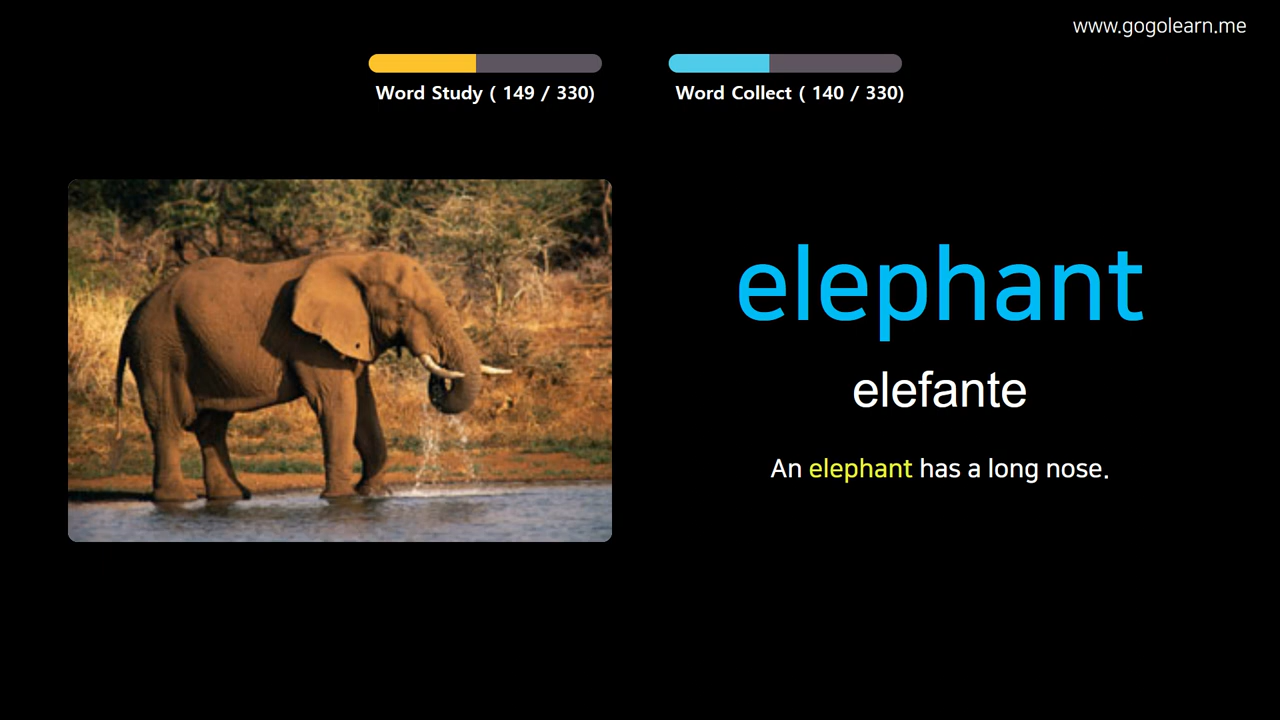 www.gogolearn.me
Word Study ( 149 / 330)
Word Collect ( 140 / 330)
elephant
elefante
An elephant has a long nose.